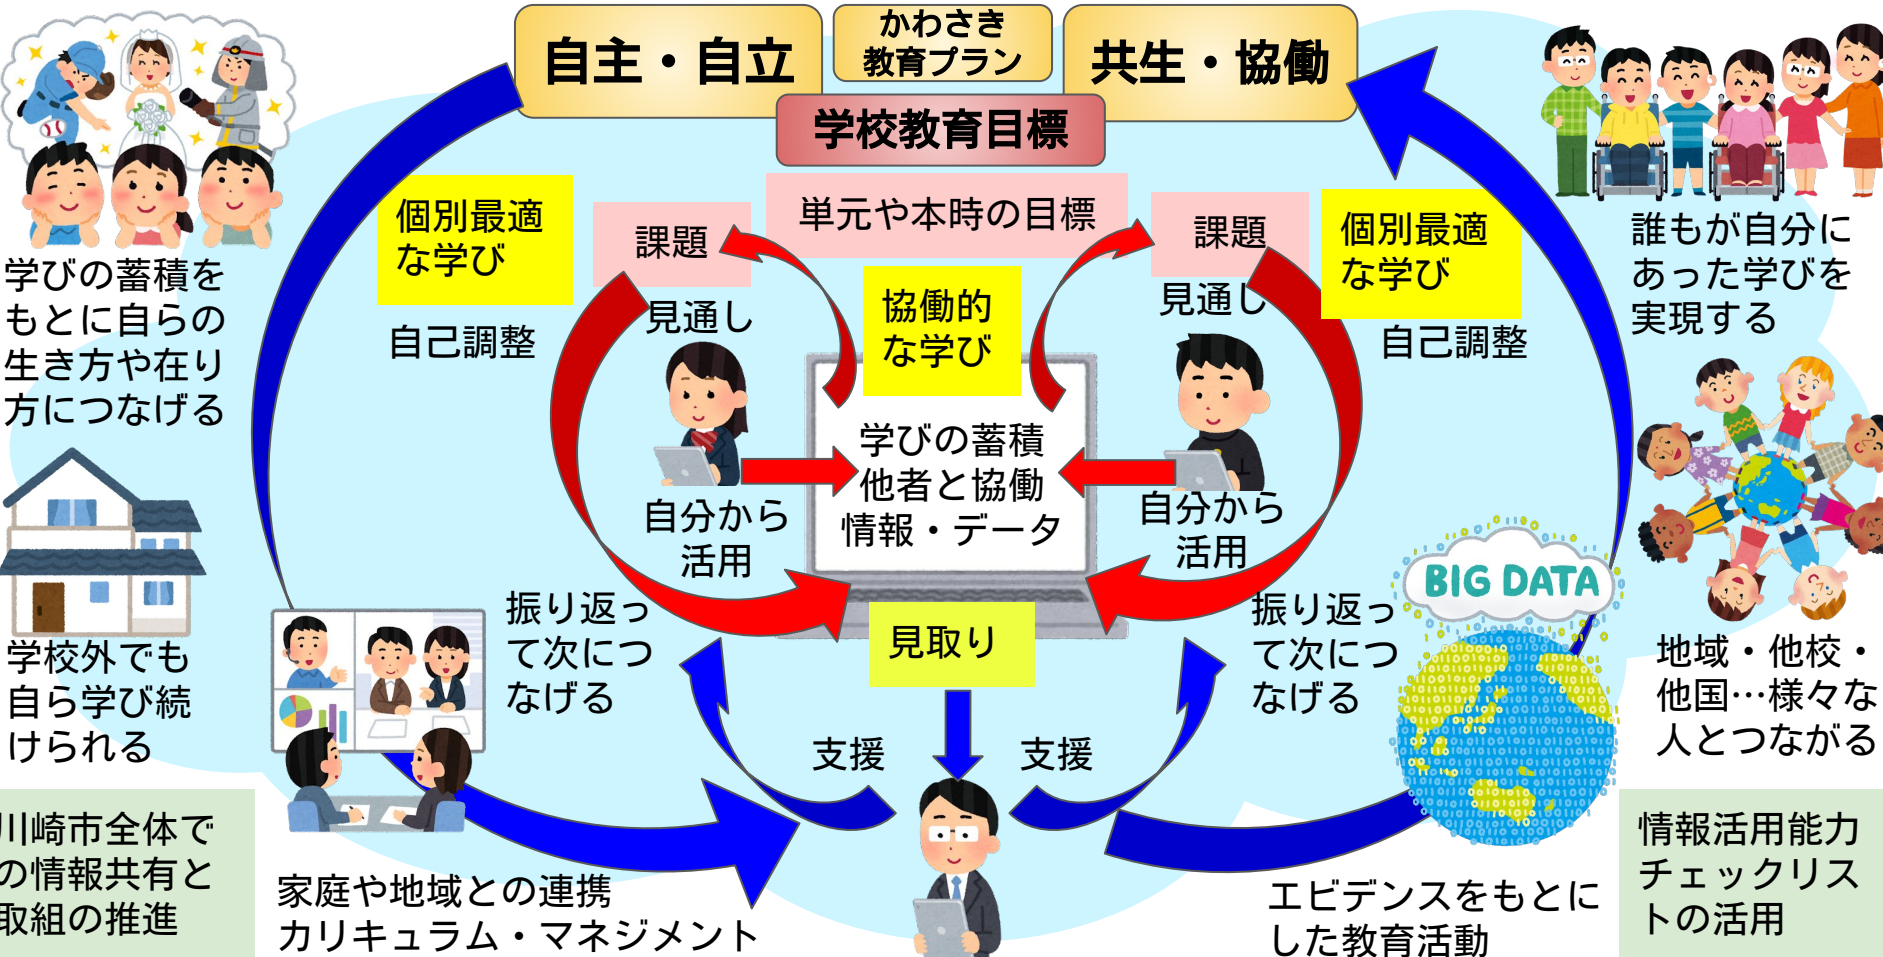 自主・自立
かわさき
教育プラン
共生・協働
学校教育目標
単元や本時の目標
個別最適
な学び
課題
見通し
自己調整
協働的
な学び
課題
見通し
個別最適
な学び
自己調整
学びの蓄積を
もとに自らの
生き方や在り
方につなげる
誰もが自分に
あった学びを
実現する
学びの蓄積
他者と協働
情報・データ
自分から
活用
自分から
活用
振り返っ
て次につ
なげる
見取り
振り返っ
て次につ
なげる
BIG DATA
学校外でも
自ら学び続
けられる
地域・他校・
他国…様々な
人とつながる
支援
支援
川崎市全体で
の情報共有と
取組の推進
家庭や地域との連携
カリキュラム・マネジメント
エビデンスをもとに
した教育活動
情報活用能力
チェックリス
トの活用